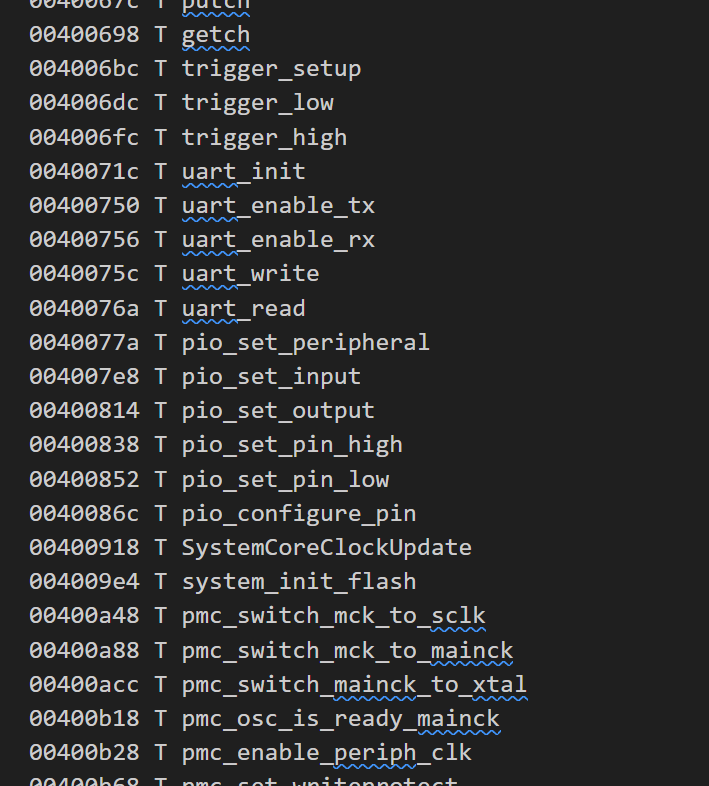 0040067c T putch
00400698 T getch
004006bc T trigger_setup
004006dc T trigger_low
004006fc T trigger_high
0040071c T uart_init
00400750 T uart_enable_tx
00400756 T uart_enable_rx
0040075c T uart_write
0040076a T uart_read
0040077a T pio_set_peripheral
004007e8 T pio_set_input
00400814 T pio_set_output
00400838 T pio_set_pin_high
00400852 T pio_set_pin_low
0040086c T pio_configure_pin
00400918 T SystemCoreClockUpdate
004009e4 T system_init_flash
00400a48 T pmc_switch_mck_to_sclk
00400a88 T pmc_switch_mck_to_mainck
00400acc T pmc_switch_mainck_to_xtal
00400b18 T pmc_osc_is_ready_mainck
00400b28 T pmc_enable_periph_clk
00400b68 T pmc_set_writeprotect